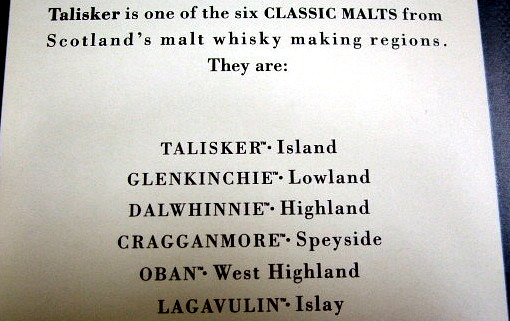 Talisker is one of the six CLASSIC MALTS from
Scotland's malt whisky making regions.
They are:
TALISKER™· Island
GLENKINCHIE™· Lowland
DALWHINNIE™· Highland
CRAGGANMORE™· Speyside
OBAN™· West Highland
LAGAVULIN™· Islay